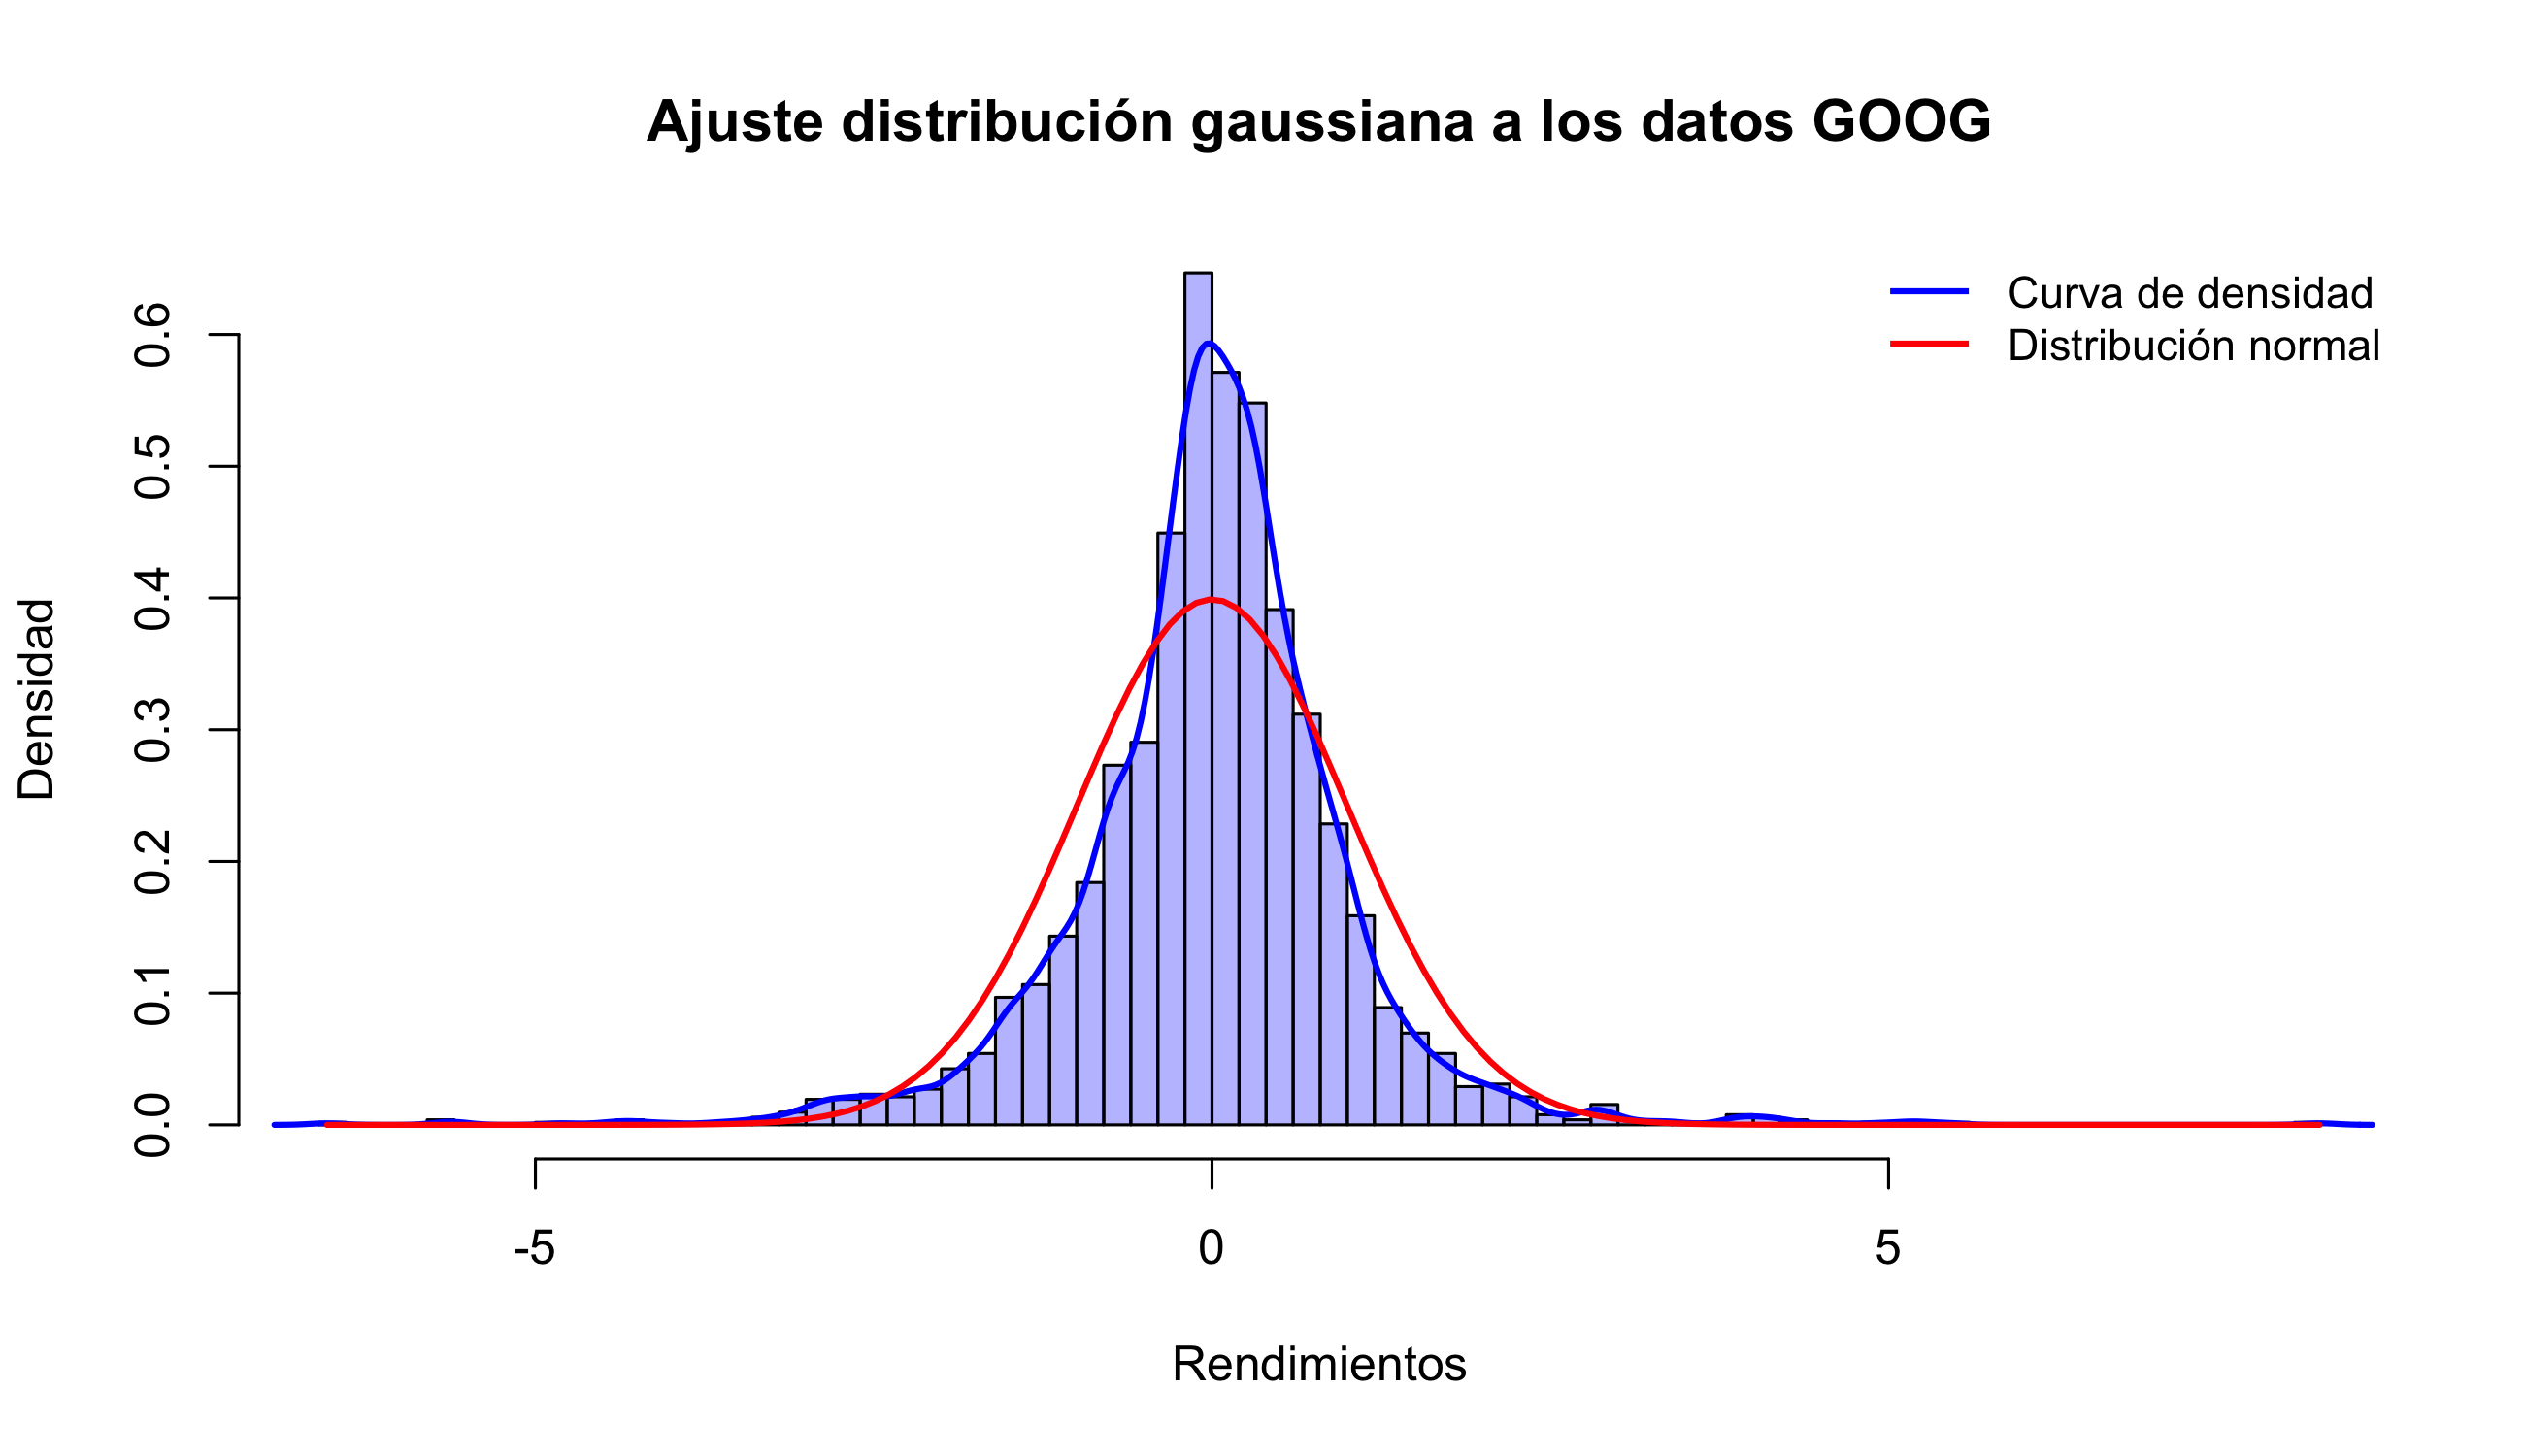 Ajuste distribución gaussiana a los datos GOOG
Curva de densidad
Distribución normal
Densidad
0.6
0.5
0.4
0.3
0.2
0.1
0.0
-5 0 5
Rendimientos